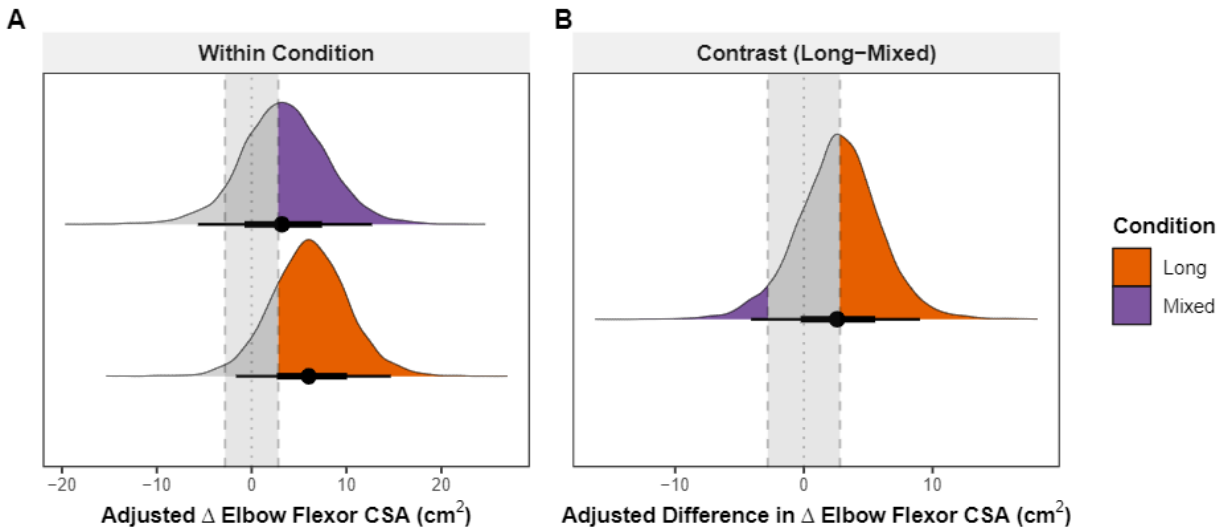 A
B
Within Condition
Contrast (Long−Mixed)
Condition
Long
Mixed
−20
−10
0
10
20
−10
0
10
Adjusted Δ Elbow Flexor CSA (cm²)
Adjusted Difference in Δ Elbow Flexor CSA (cm²)